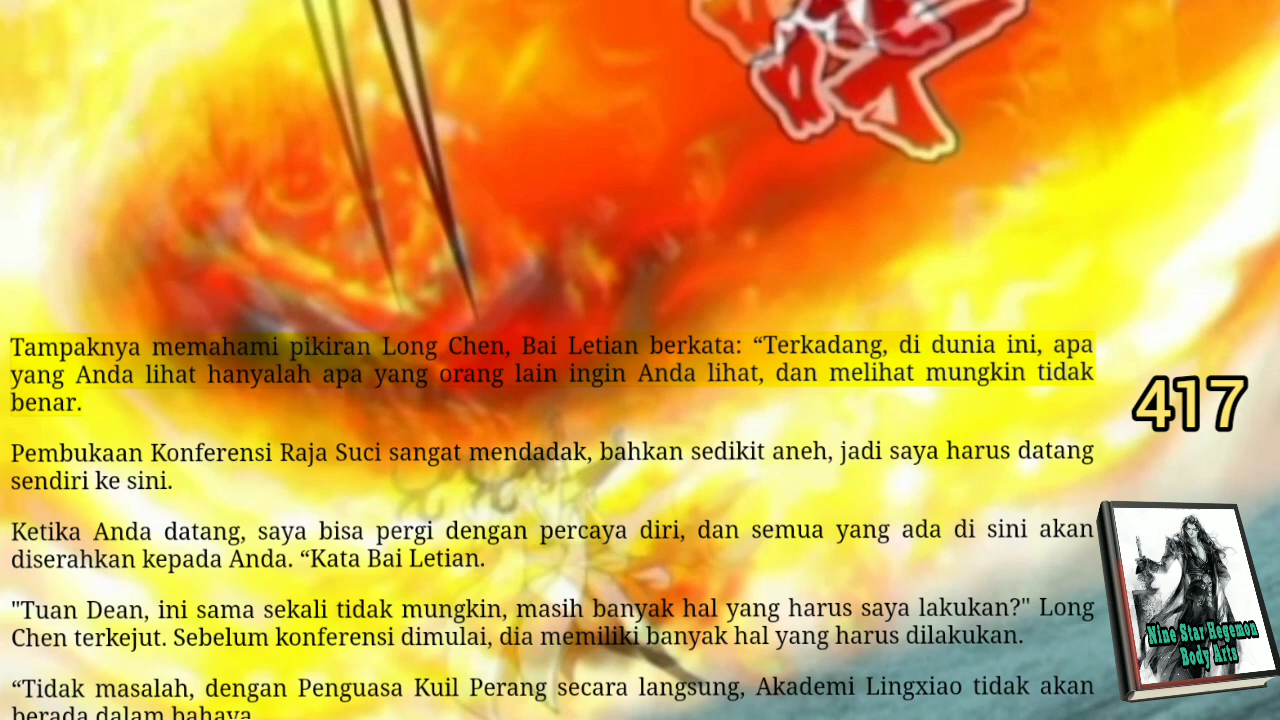 Tampaknya memahami pikiran Long Chen, Bai Letian berkata: “Terkadang, di dunia ini, apa
yang Anda lihat hanyalah apa yang orang lain ingin Anda lihat, dan melihat mungkin tidak
benar.
Pembukaan Konferensi Raja Suci sangat mendadak, bahkan sedikit aneh, jadi saya harus datang
sendiri ke sini.
Ketika Anda datang, saya bisa pergi dengan percaya diri, dan semua yang ada di sini akan
diserahkan kepada Anda. “Kata Bai Letian.
"Tuan Dean, ini sama sekali tidak mungkin, masih banyak hal yang harus saya lakukan?" Long
Chen terkejut. Sebelum konferensi dimulai, dia memiliki banyak hal yang harus dilakukan.
“Tidak masalah, dengan Penguasa Kuil Perang secara langsung, Akademi Lingxiao tidak akan
berada dalam bahaya
417
Nine Star Hegemon
Body Arts